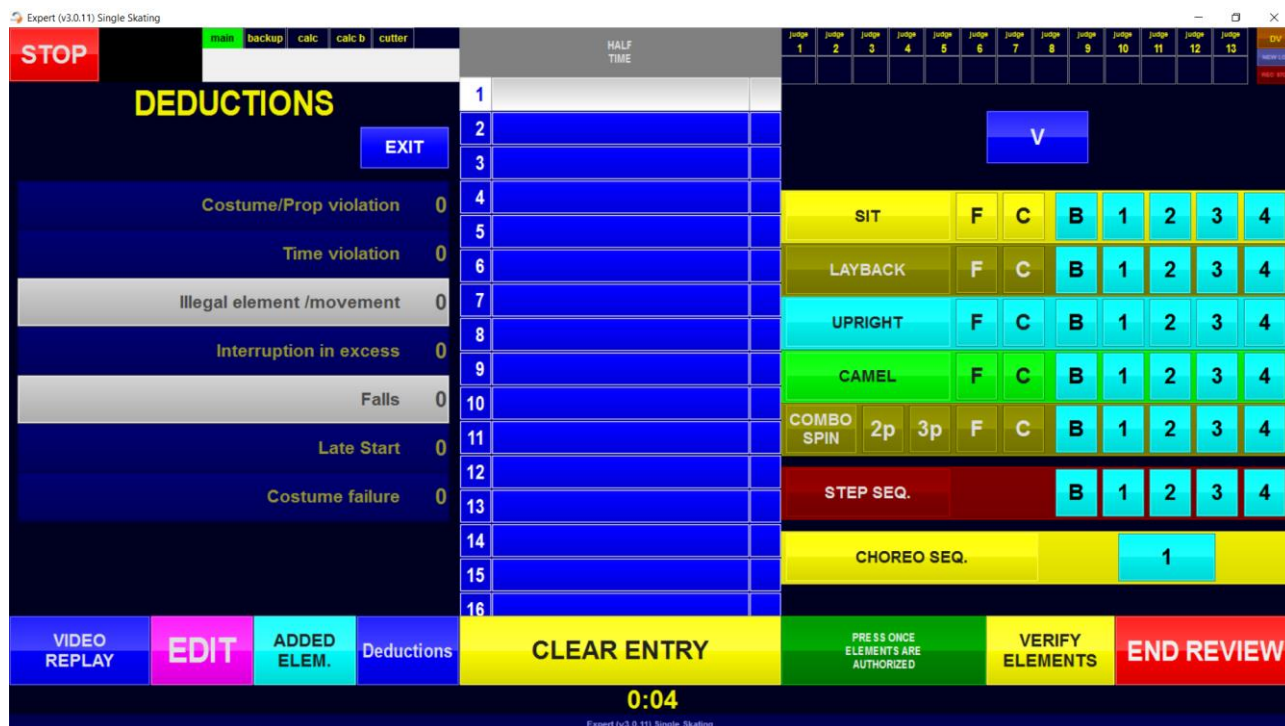 Expert (v3.0.11) Single Skating
STOP
main backup calc calc b cutter
HALF
TIME
judge judge judge judge judge judge judge judge judge judge judge judge judge
1 2 3 4 5 6 7 8 9 10 11 12 13
DV
DEDUCTIONS
EXIT
Costume/Prop violation 0
Time violation 0
Illegal element /movement 0
Interruption in excess 0
Falls 0
Late Start 0
Costume failure 0
1
2
3
4
5
6
7
8
9
10
11
12
13
14
15
16
V
SIT F C B 1 2 3 4
LAYBACK F C B 1 2 3 4
UPRIGHT F C B 1 2 3 4
CAMEL F C B 1 2 3 4
COMBO
SPIN 2p 3p F C B 1 2 3 4
STEP SEQ. B 1 2 3 4
CHOREO SEQ. 1
VIDEO
REPLAY
EDIT
ADDED
ELEM.
Deductions
CLEAR ENTRY
PRESS ONCE
ELEMENTS ARE
AUTHORIZED
VERIFY
ELEMENTS
END REVIEW
0:04
Expert (v3.0.11) Single Skating